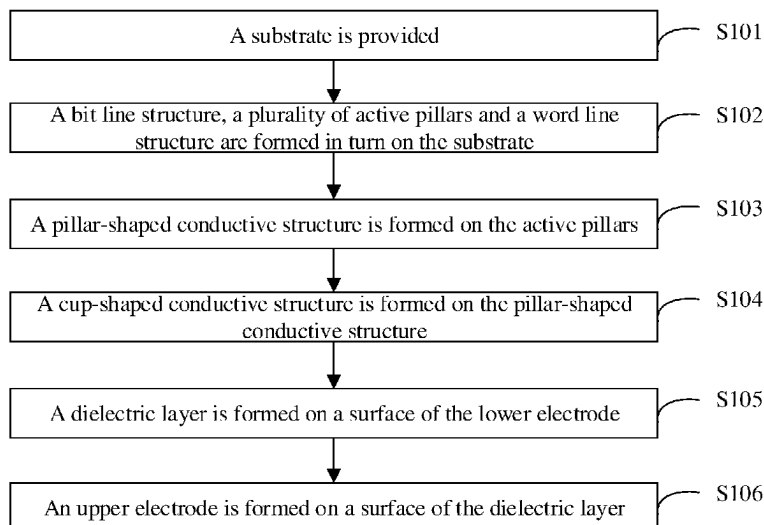 A substrate is provided
S101
A bit line structure, a plurality of active pillars and a word line
structure are formed in turn on the substrate
S102
A pillar-shaped conductive structure is formed on the active pillars
S103
A cup-shaped conductive structure is formed on the pillar-shaped
conductive structure
S104
A dielectric layer is formed on a surface of the lower electrode
S105
An upper electrode is formed on a surface of the dielectric layer
S106